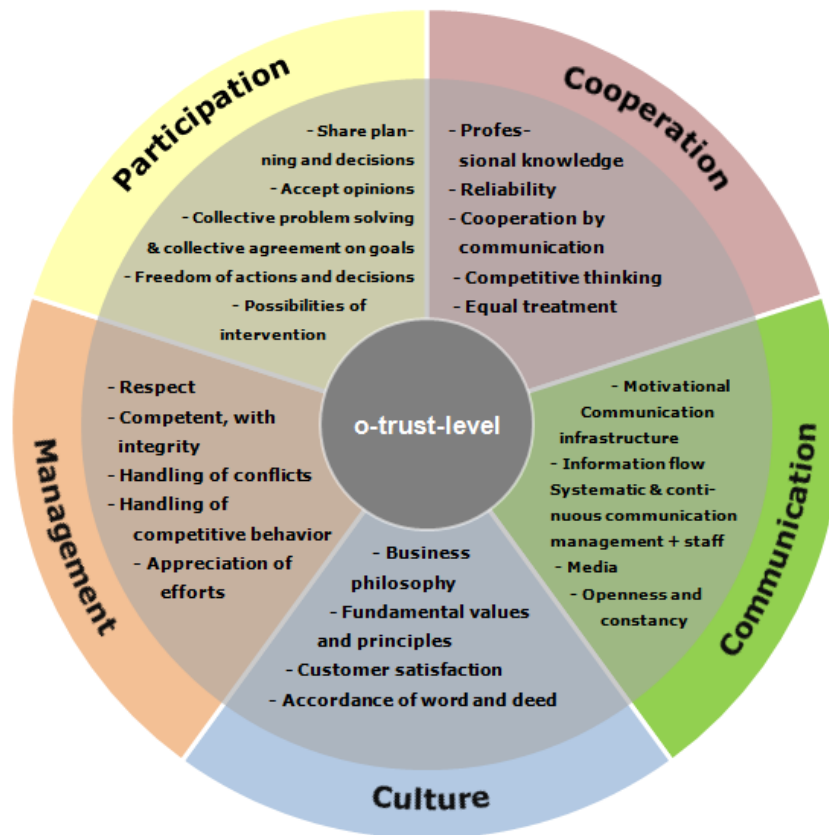 Participation
- Share plan-
ning and decisions
- Accept opinions
- Collective problem solving
& collective agreement on goals
- Freedom of actions and decisions
- Possibilities of
intervention
Cooperation
- Profes-
sional knowledge
- Reliability
- Cooperation by
communication
- Competitive thinking
- Equal treatment
o-trust-level
Communication
- Motivational
Communication
infrastructure
- Information flow
Systematic & conti-
nuous communication
management + staff
- Media
- Openness and
constancy
Culture
- Business
philosophy
- Fundamental values
and principles
- Customer satisfaction
- Accordance of word and deed
Management
- Respect
- Competent, with
integrity
- Handling of conflicts
- Handling of
competitive behavior
- Appreciation of
efforts